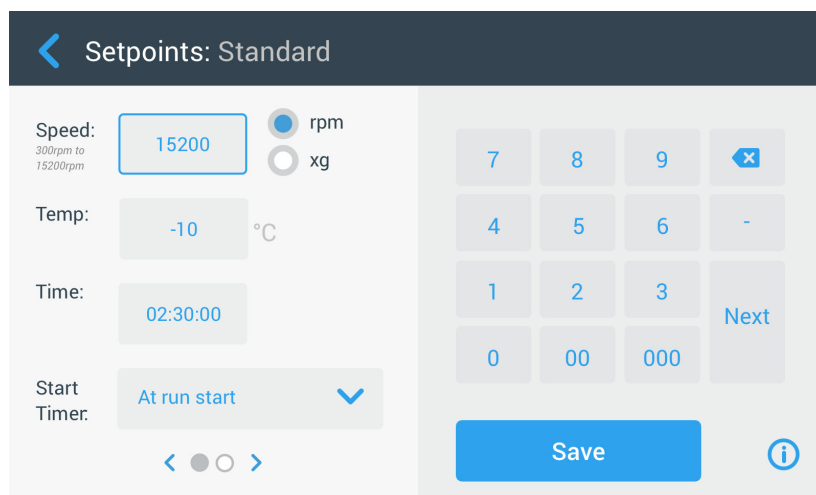 Setpoints: Standard
Speed:
300rpm to
15200rpm
15200
rpm
xg
Temp:
-10
°C
Time:
02:30:00
Start
Timer:
At run start
7 8 9
4 5 6 -
1 2 3
Next
0 00 000
Save